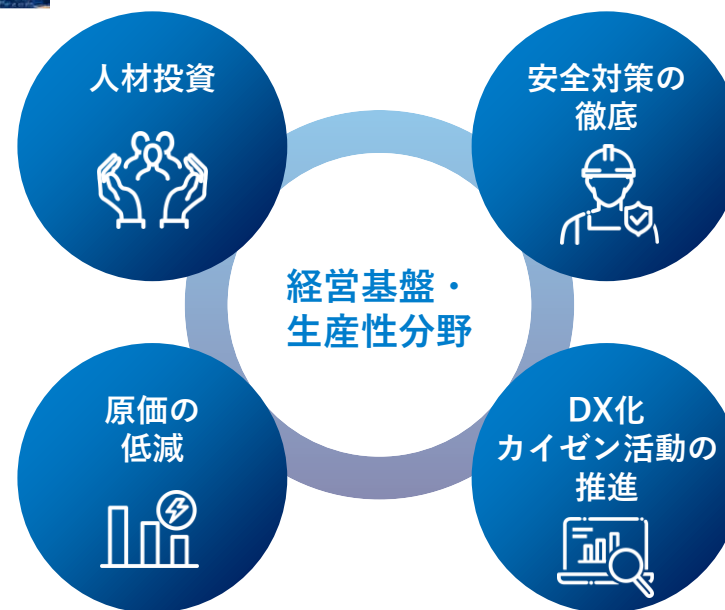 人材投資
安全対策の
徹底
経営基盤・
生産性分野
原価の
低減
DX化
カイゼン活動の
推進